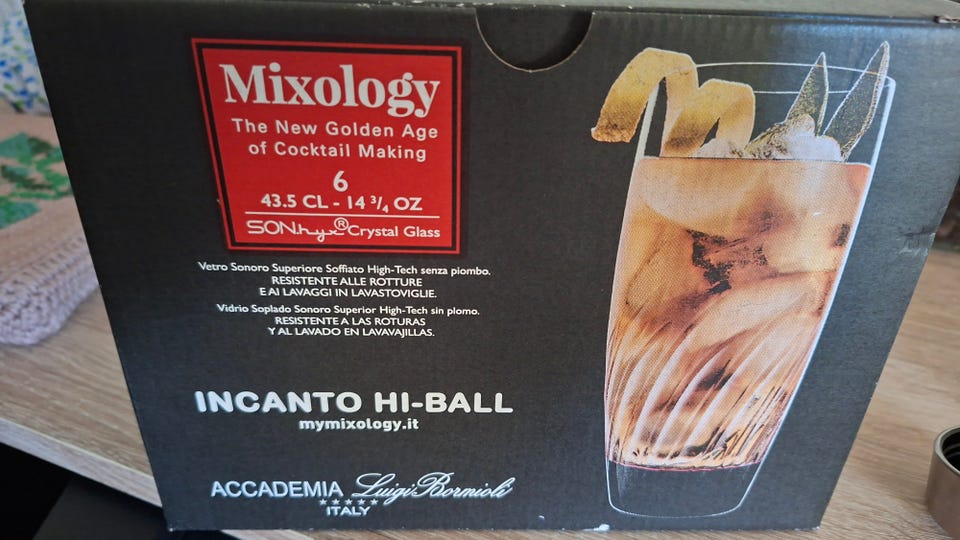 Mixology
The New Golden Age
of Cocktail Making
6
43.5 CL - 14 3/4 OZ
SON.hyx® Crystal Glass
Vetro Sonoro Superiore Soffiato High-Tech senza piombo.
RESISTENTE ALLE ROTTURE
E AI LAVAGGI IN LAVASTOVIGLIE.
Vidrio Soplado Sonoro Superior High-Tech sin plomo.
RESISTENTE A LAS ROTURAS
Y AL LAVADO EN LAVAVAJILLAS.
INCANTO HI-BALL
mymixology.it
ACCADEMIA Luigi Bormioli
★★★★★
ITALY